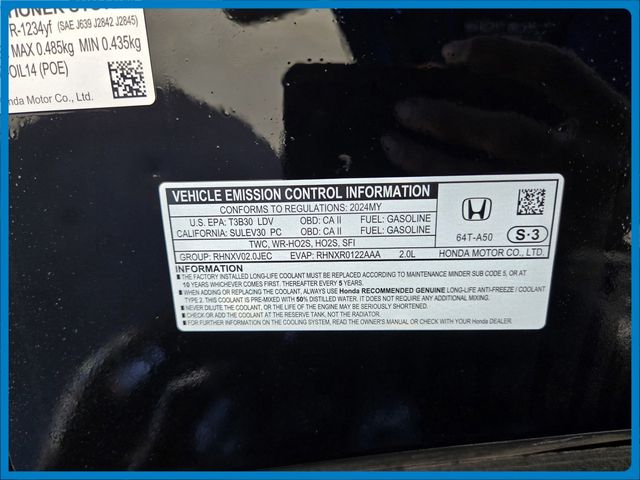 R-1234yf (SAE J639 J2842 J2845)
MAX 0.485kg MIN 0.435kg
OIL14 (POE)
nda Motor Co., Ltd.
VEHICLE EMISSION CONTROL INFORMATION
CONFORMS TO REGULATIONS: 2024MY
U.S. EPA: T3B30 LDV OBD: CA II FUEL: GASOLINE
CALIFORNIA: SULEV30 PC OBD: CA II FUEL: GASOLINE
TWC, WR-HO2S, HO2S, SFI
GROUP: RHNXV02.0JEC EVAP: RHNXR0122AAA 2.0L
64T-A50
S·3
HONDA MOTOR CO., LTD.
INFORMATION
■ THE FACTORY INSTALLED LONG-LIFE COOLANT MUST BE REPLACED ACCORDING TO MAINTENANCE MINDER SUB CODE 5, OR AT
10 YEARS WHICHEVER COMES FIRST. THEREAFTER EVERY 5 YEARS.
■ WHEN ADDING OR REPLACING THE COOLANT, ALWAYS USE Honda RECOMMENDED GENUINE LONG-LIFE ANTI-FREEZE / COOLANT
TYPE 2. THIS COOLANT IS PRE-MIXED WITH 50% DISTILLED WATER. IT DOES NOT REQUIRE ANY ADDITIONAL MIXING.
■ NEVER DILUTE THE COOLANT, OR THE LIFE OF THE ENGINE MAY BE SERIOUSLY SHORTENED.
■ CHECK OR ADD COOLANT AT THE RESERVE TANK, NOT THE RADIATOR.
■ FOR FURTHER INFORMATION ON THE COOLING SYSTEM, READ THE OWNER'S MANUAL OR CHECK WITH YOUR Honda DEALER.